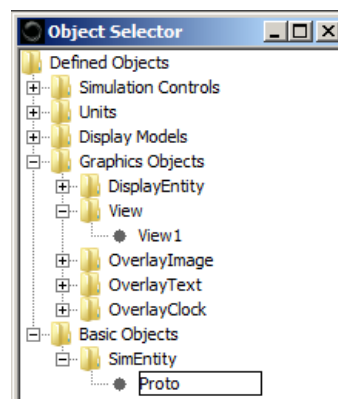 Object Selector
Defined Objects
Simulation Controls
Units
Display Models
Graphics Objects
DisplayEntity
View
View1
OverlayImage
OverlayText
OverlayClock
Basic Objects
SimEntity
Proto